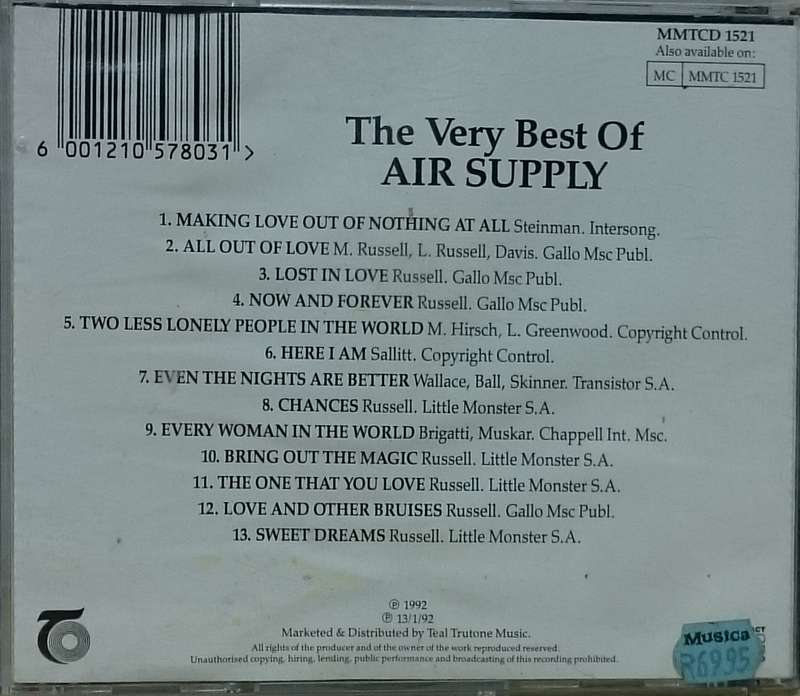 MMTCD 1521
Also available on:
MC MMTC 1521
6 001210 578031 >
The Very Best Of
AIR SUPPLY
1. MAKING LOVE OUT OF NOTHING AT ALL Steinman. Intersong.
2. ALL OUT OF LOVE M. Russell, L. Russell, Davis. Gallo Msc Publ.
3. LOST IN LOVE Russell. Gallo Msc Publ.
4. NOW AND FOREVER Russell. Gallo Msc Publ.
5. TWO LESS LONELY PEOPLE IN THE WORLD M. Hirsch, L. Greenwood. Copyright Control.
6. HERE I AM Sallitt. Copyright Control.
7. EVEN THE NIGHTS ARE BETTER Wallace, Ball, Skinner. Transistor S.A.
8. CHANCES Russell. Little Monster S.A.
9. EVERY WOMAN IN THE WORLD Brigatti, Muskar. Chappell Int. Msc.
10. BRING OUT THE MAGIC Russell. Little Monster S.A.
11. THE ONE THAT YOU LOVE Russell. Little Monster S.A.
12. LOVE AND OTHER BRUISES Russell. Gallo Msc Publ.
13. SWEET DREAMS Russell. Little Monster S.A.
℗ 1992
℗ 13/1/92
Marketed & Distributed by Teal Trutone Music.
All rights of the producer and of the owner of the work reproduced reserved.
Unauthorised copying, hiring, lending, public performance and broadcasting of this recording prohibited.
Musica
R69.95